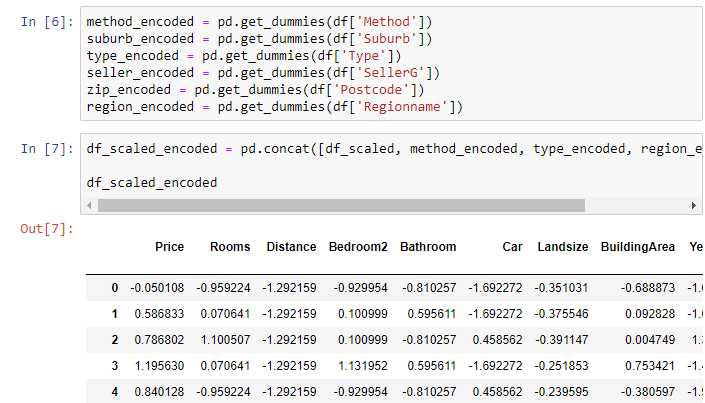 In [6]: method_encoded = pd.get_dummies(df['Method'])
suburb_encoded = pd.get_dummies(df['Suburb'])
type_encoded = pd.get_dummies(df['Type'])
seller_encoded = pd.get_dummies(df['SellerG'])
zip_encoded = pd.get_dummies(df['Postcode'])
region_encoded = pd.get_dummies(df['Regionname'])
In [7]: df_scaled_encoded = pd.concat([df_scaled, method_encoded, type_encoded, region_e
df_scaled_encoded
Out[7]:
Price Rooms Distance Bedroom2 Bathroom Car Landsize BuildingArea Ye
0 -0.050108 -0.959224 -1.292159 -0.929954 -0.810257 -1.692272 -0.351031 -0.688873 -1.
1 0.586833 0.070641 -1.292159 0.100999 0.595611 -1.692272 -0.375546 0.092828 -1.
2 0.786802 1.100507 -1.292159 0.100999 -0.810257 0.458562 -0.391147 0.004749 1.
3 1.195630 0.070641 -1.292159 1.131952 0.595611 -1.692272 -0.251853 0.753421 -1.
4 0.840128 -0.959224 -1.292159 -0.929954 -0.810257 0.458562 -0.239595 -0.380597 -1.